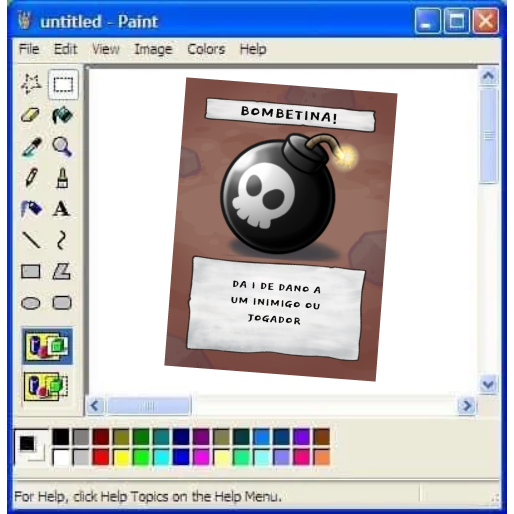 untitled - Paint
File Edit View Image Colors Help
BOMBETINA!
DA 1 DE DANO A
UM INIMIGO OU
JOGADOR
A
For Help, click Help Topics on the Help Menu.